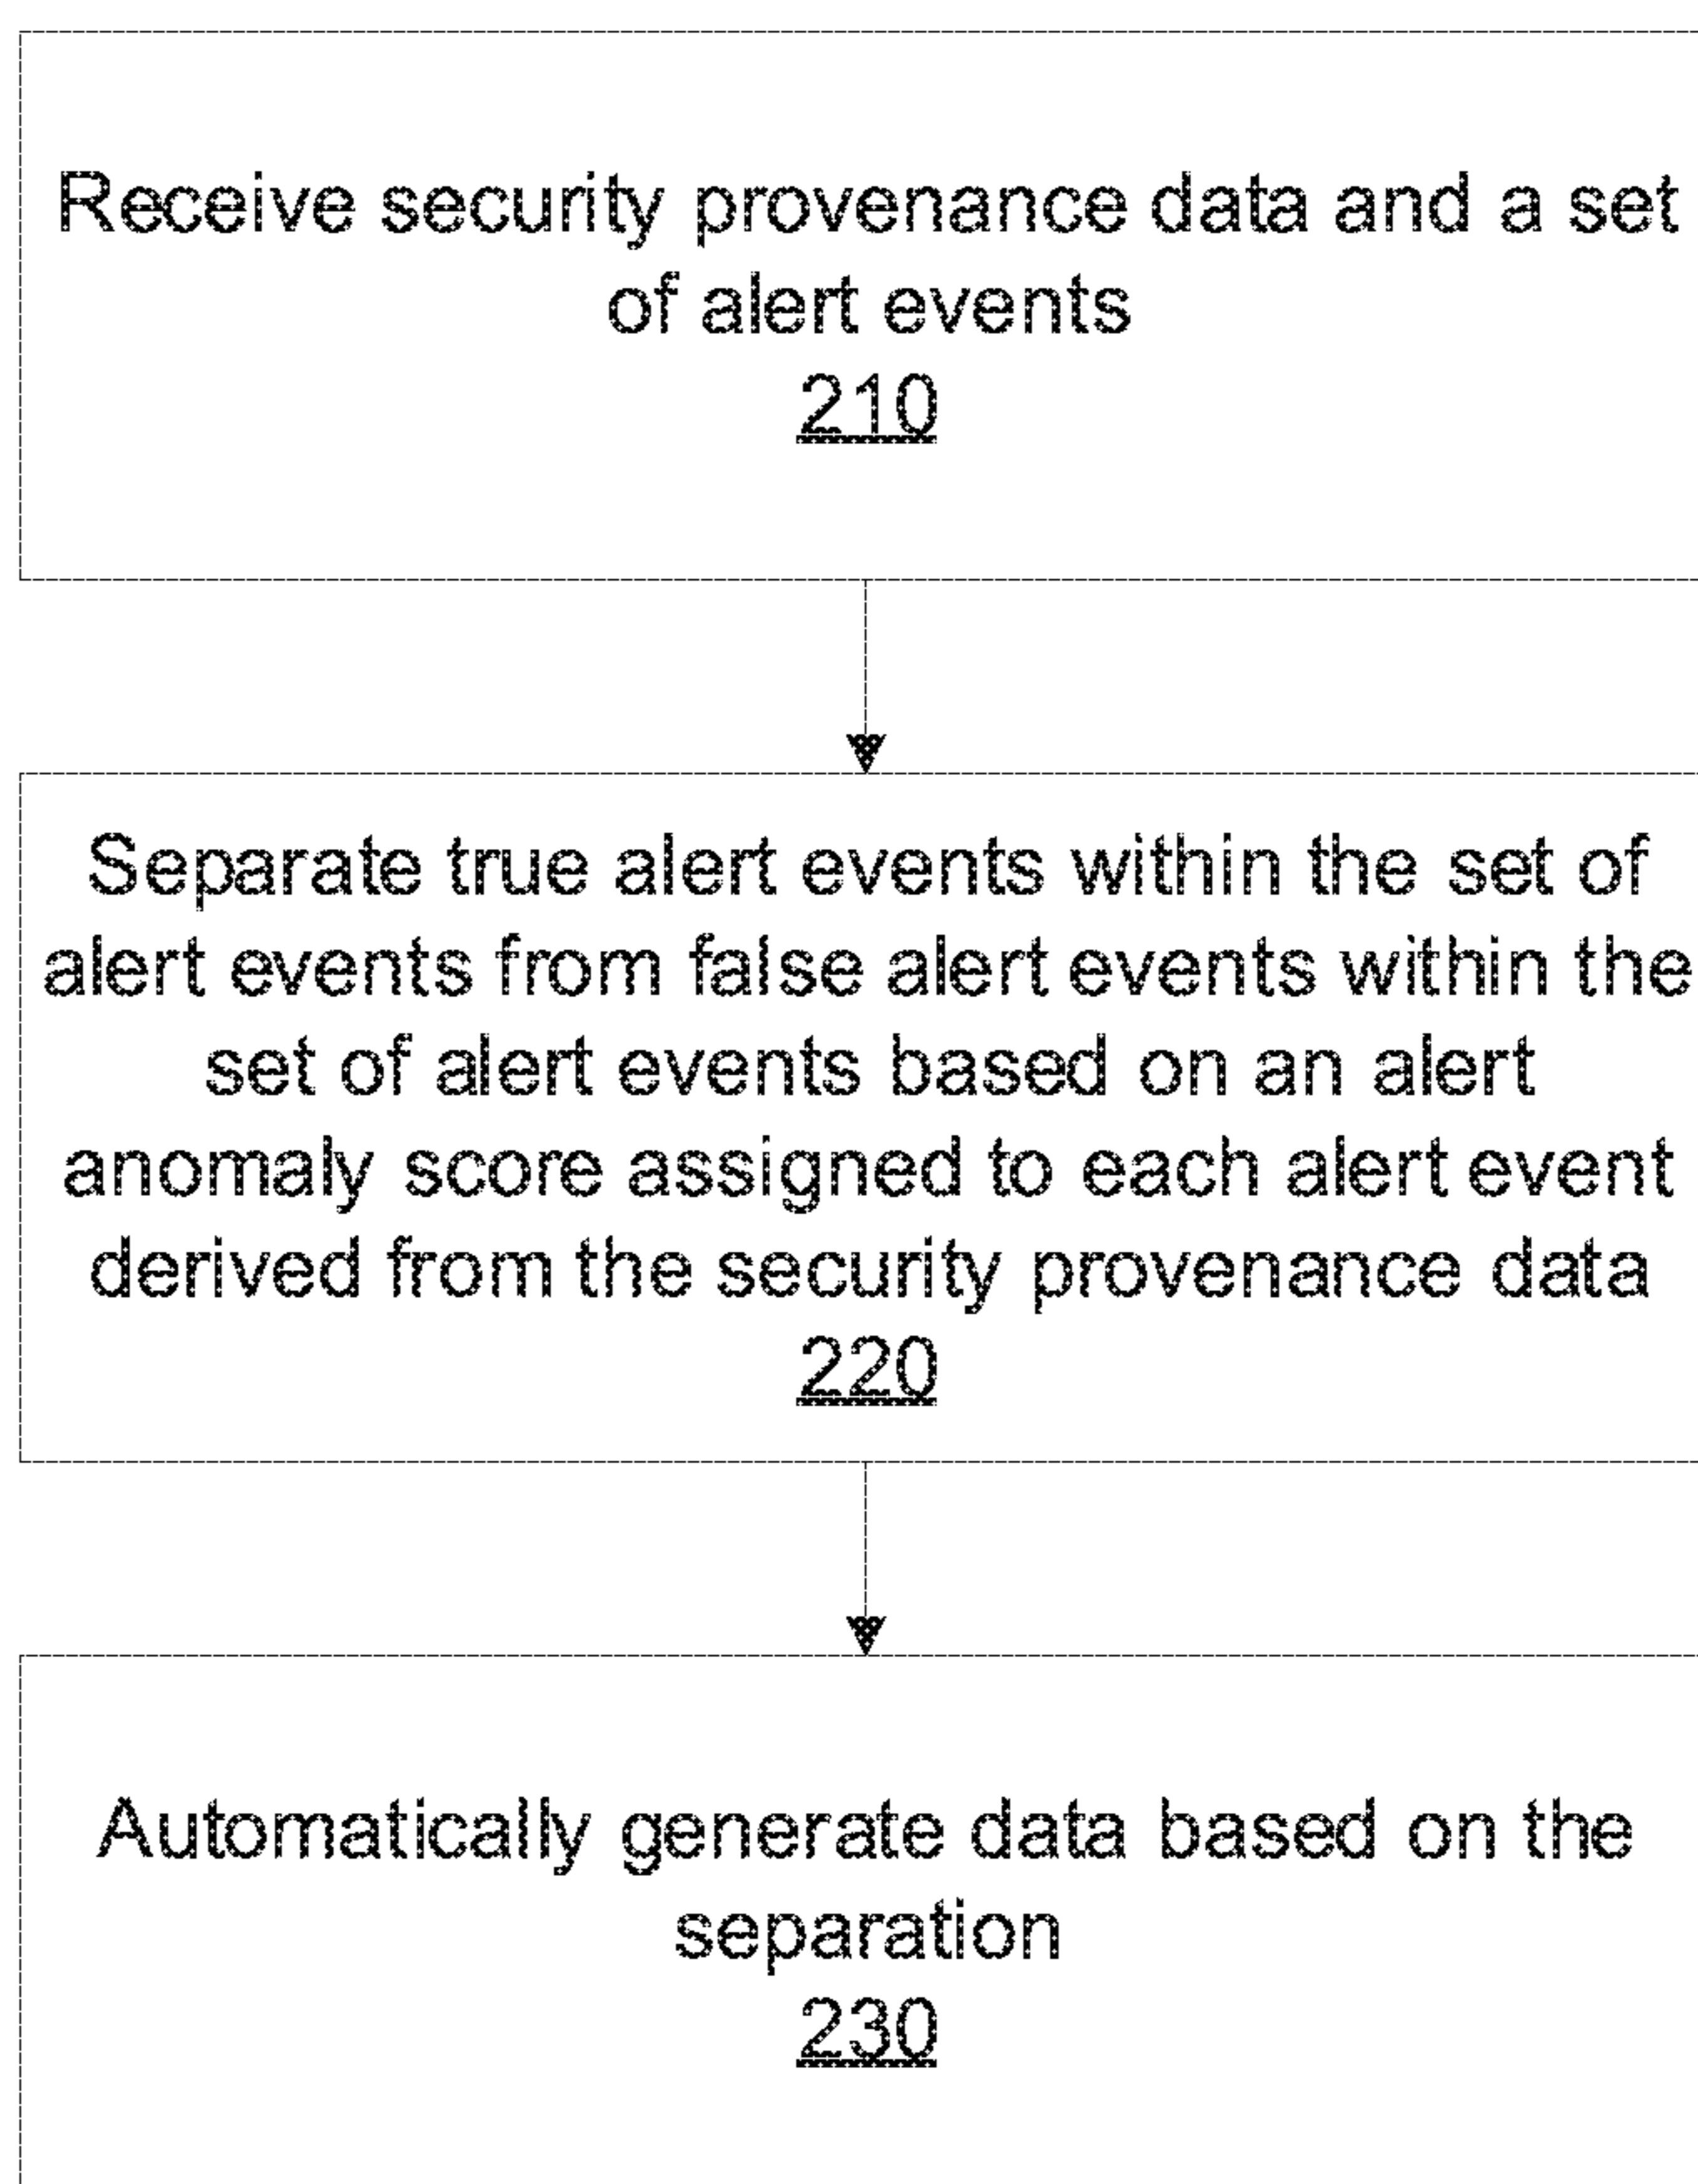 Receive security provenance data and a set
of alert events
210
Separate true alert events within the set of
alert events from false alert events within the
set of alert events based on an alert
anomaly score assigned to each alert event
derived from the security provenance data
220
Automatically generate data based on the
separation
230